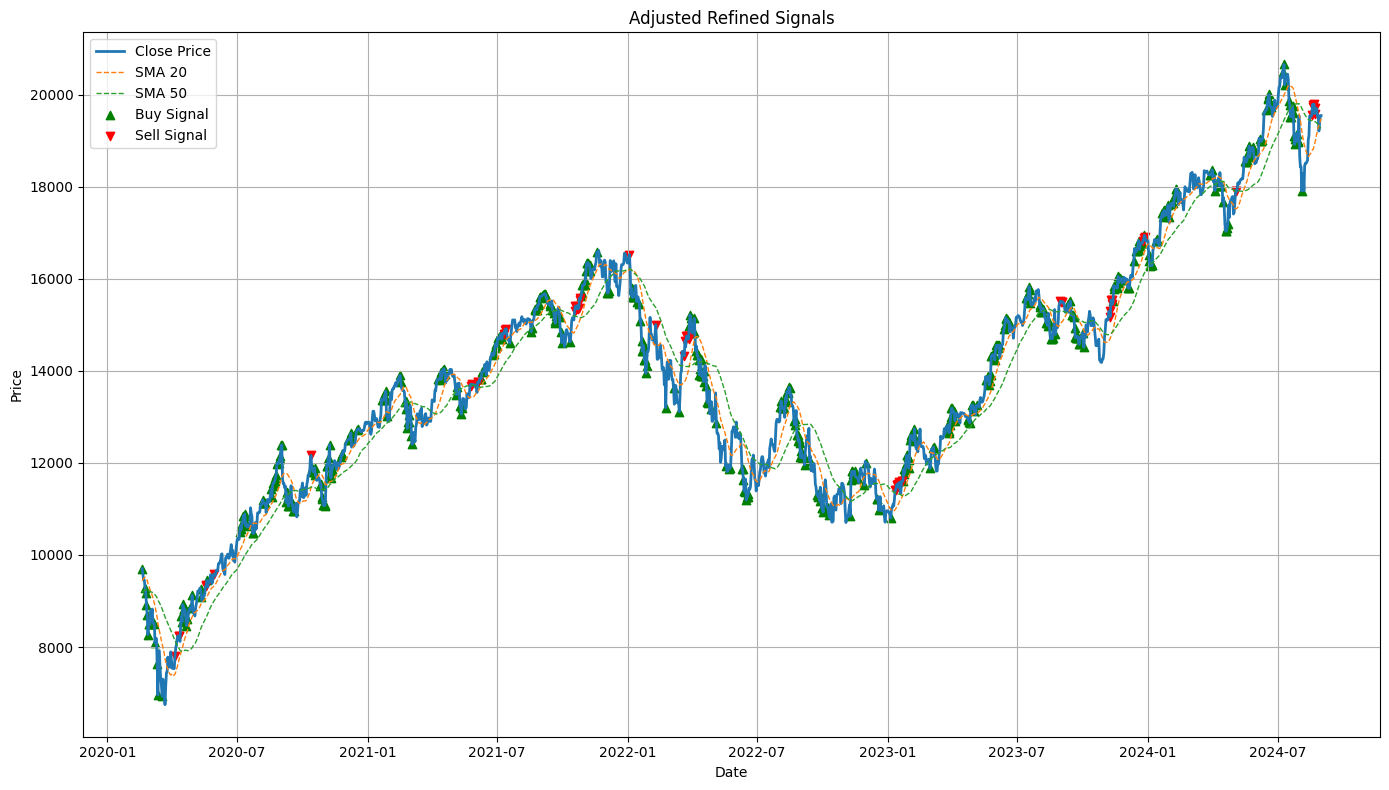 Adjusted Refined Signals
Close Price
SMA 20
SMA 50
Buy Signal
Sell Signal
Price
20000
18000
16000
14000
12000
10000
8000
2020-01 2020-07 2021-01 2021-07 2022-01 2022-07 2023-01 2023-07 2024-01 2024-07
Date